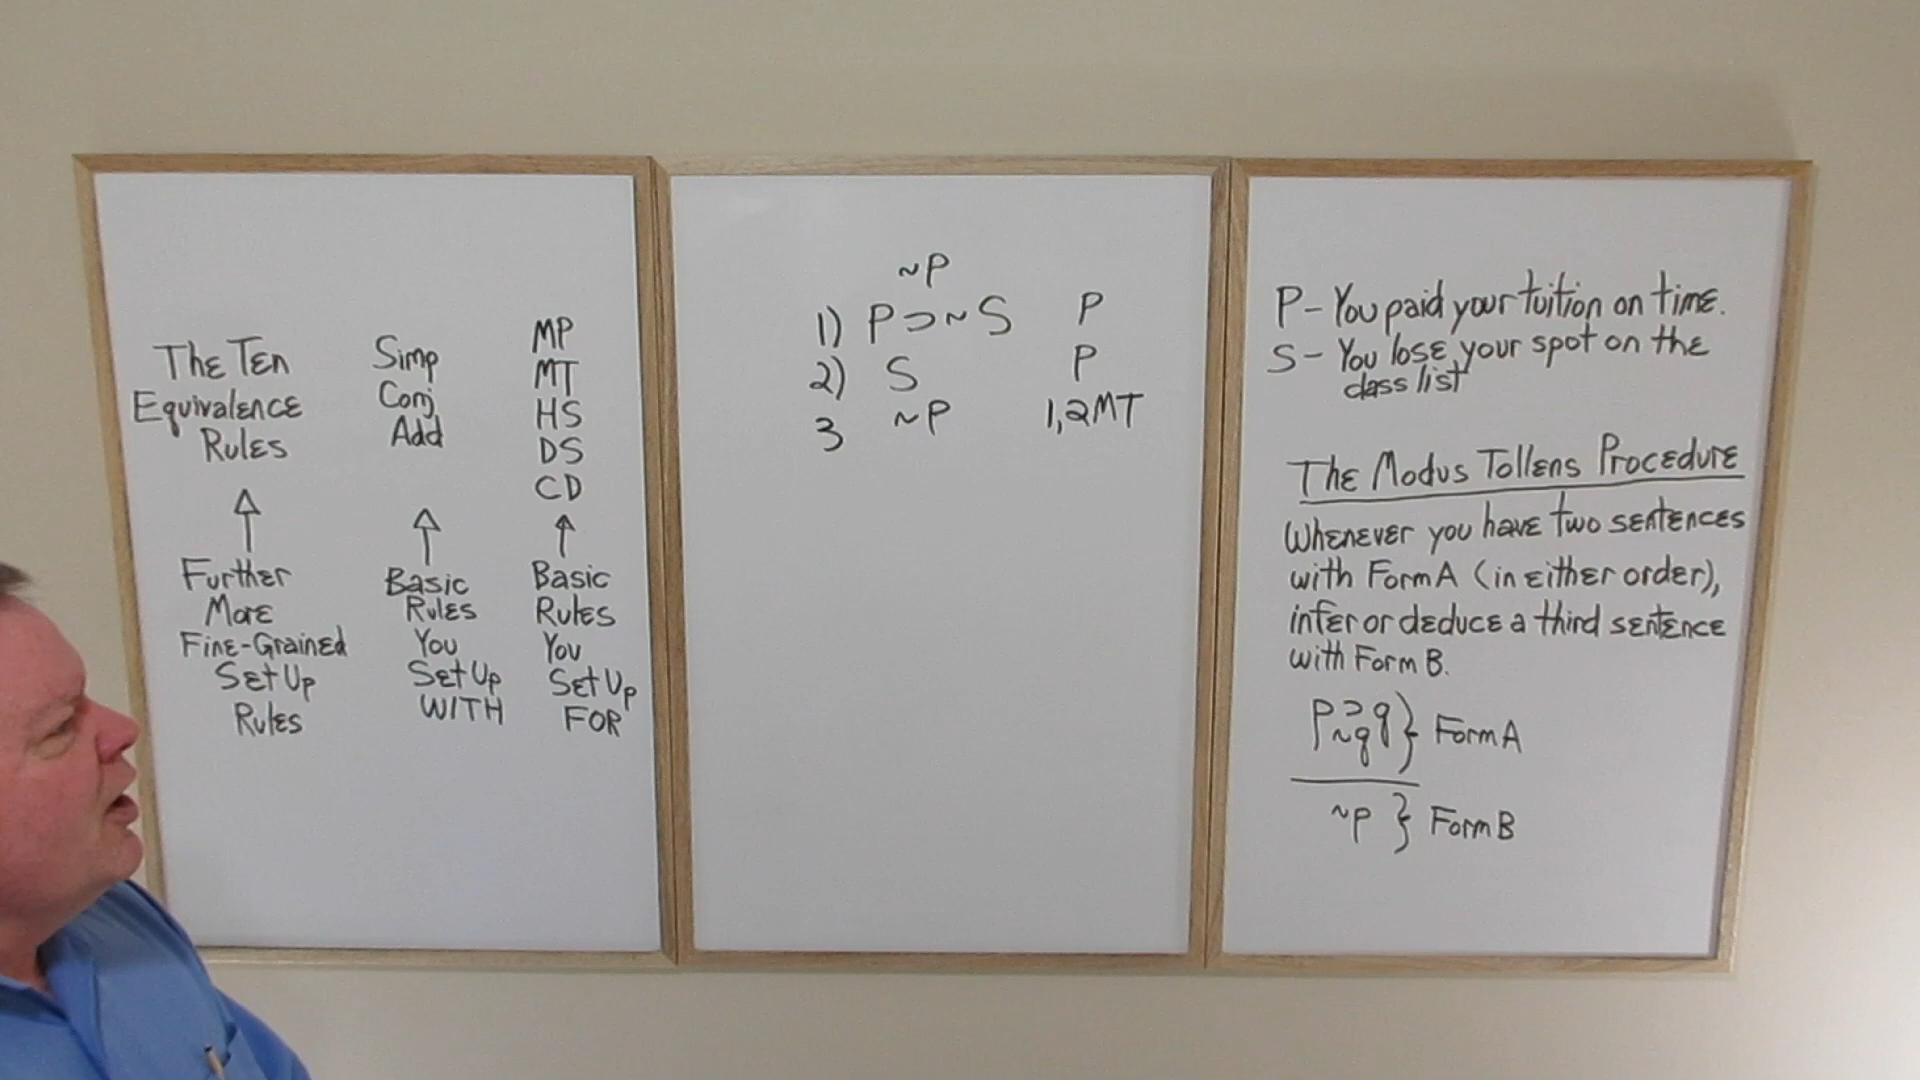 The Ten
Equivalence
Rules
Further
More
Fine-Grained
Set Up
Rules
Simp
Conj
Add
Basic
Rules
You
Set Up
WITH
MP
MT
HS
DS
CD
Basic
Rules
You
Set Up
FOR
~P
1) P⊃~S P
2) S P
3 ~P 1,2MT
P- You paid your tuition on time.
S- You lose your spot on the
class list
The Modus Tollens Procedure
Whenever you have two sentences
with Form A (in either order),
infer or deduce a third sentence
with Form B.
p⊃q
~q } Form A
~p } Form B